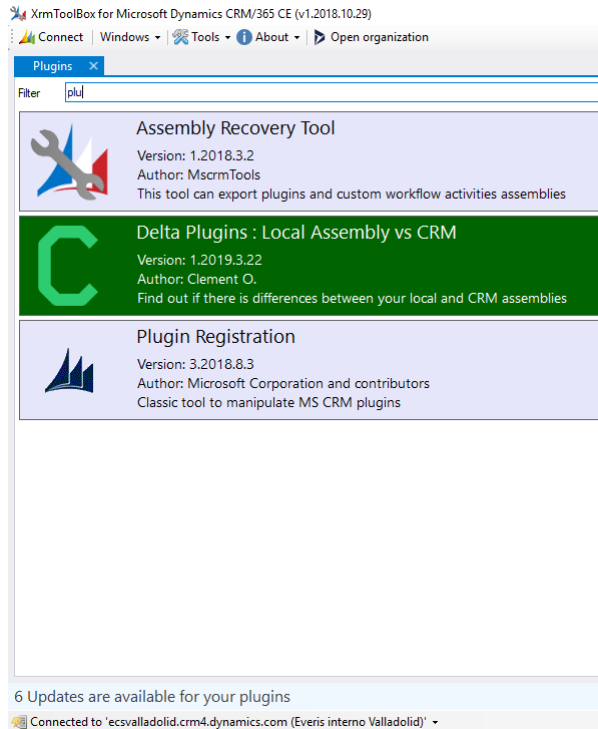 XrmToolBox for Microsoft Dynamics CRM/365 CE (v1.2018.10.29)
Connect Windows Tools About Open organization
Plugins
Filter plu
Assembly Recovery Tool
Version: 1.2018.3.2
Author: MscrmTools
This tool can export plugins and custom workflow activities assemblies
Delta Plugins : Local Assembly vs CRM
Version: 1.2019.3.22
Author: Clement O.
Find out if there is differences between your local and CRM assemblies
Plugin Registration
Version: 3.2018.8.3
Author: Microsoft Corporation and contributors
Classic tool to manipulate MS CRM plugins
6 Updates are available for your plugins
Connected to 'ecsvalladolid.crm4.dynamics.com (Everis interno Valladolid)'